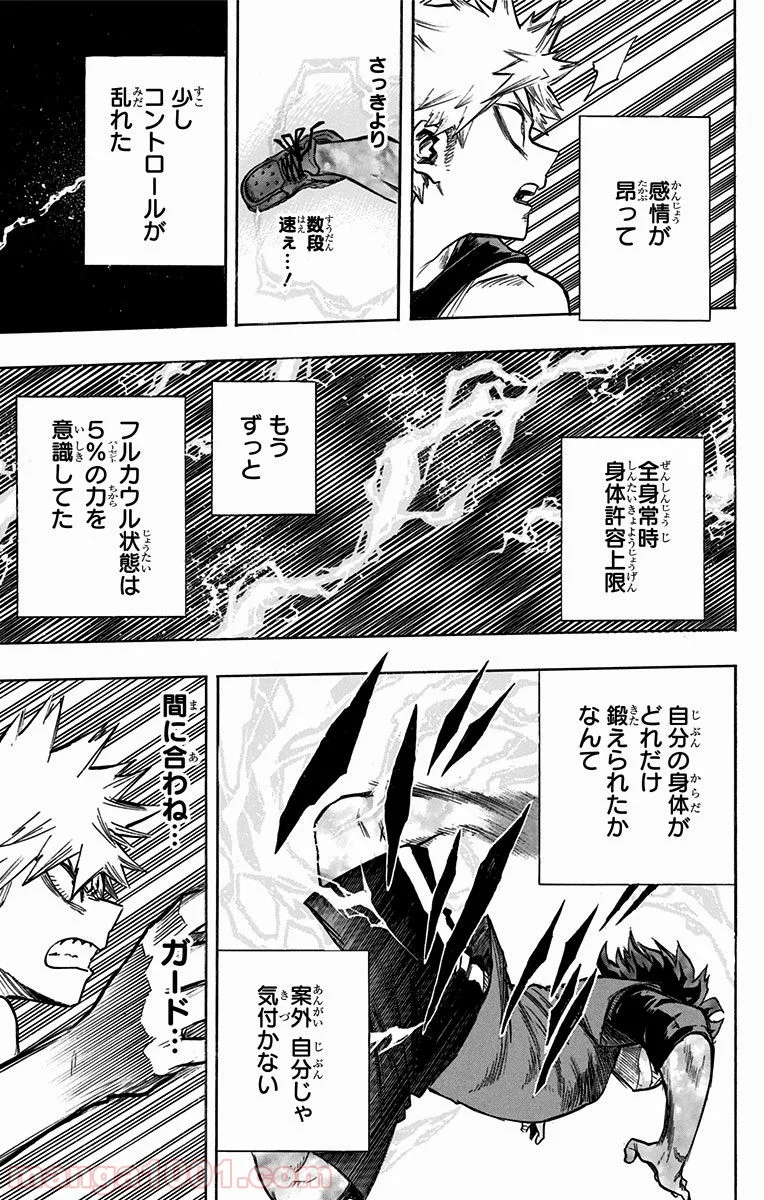 感情が
昂って
さっきより
数段
速ぇ…!
少し
コントロールが
乱れた
全身常時
身体許容上限
もう
ずっと
フルカウル状態は
5%の力を
意識してた
自分の身体が
どれだけ
鍛えられたか
なんて
案外 自分じゃ
気付かない
間に合わね…
ガード…
manga1001.com